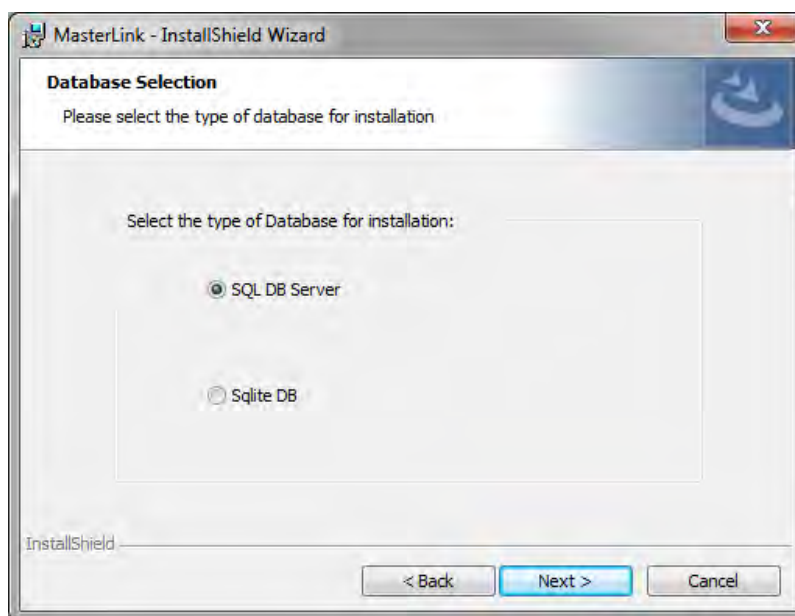 MasterLink - InstallShield Wizard
Database Selection
Please select the type of database for installation
Select the type of Database for installation:
SQL DB Server
Sqlite DB
InstallShield
< Back
Next >
Cancel